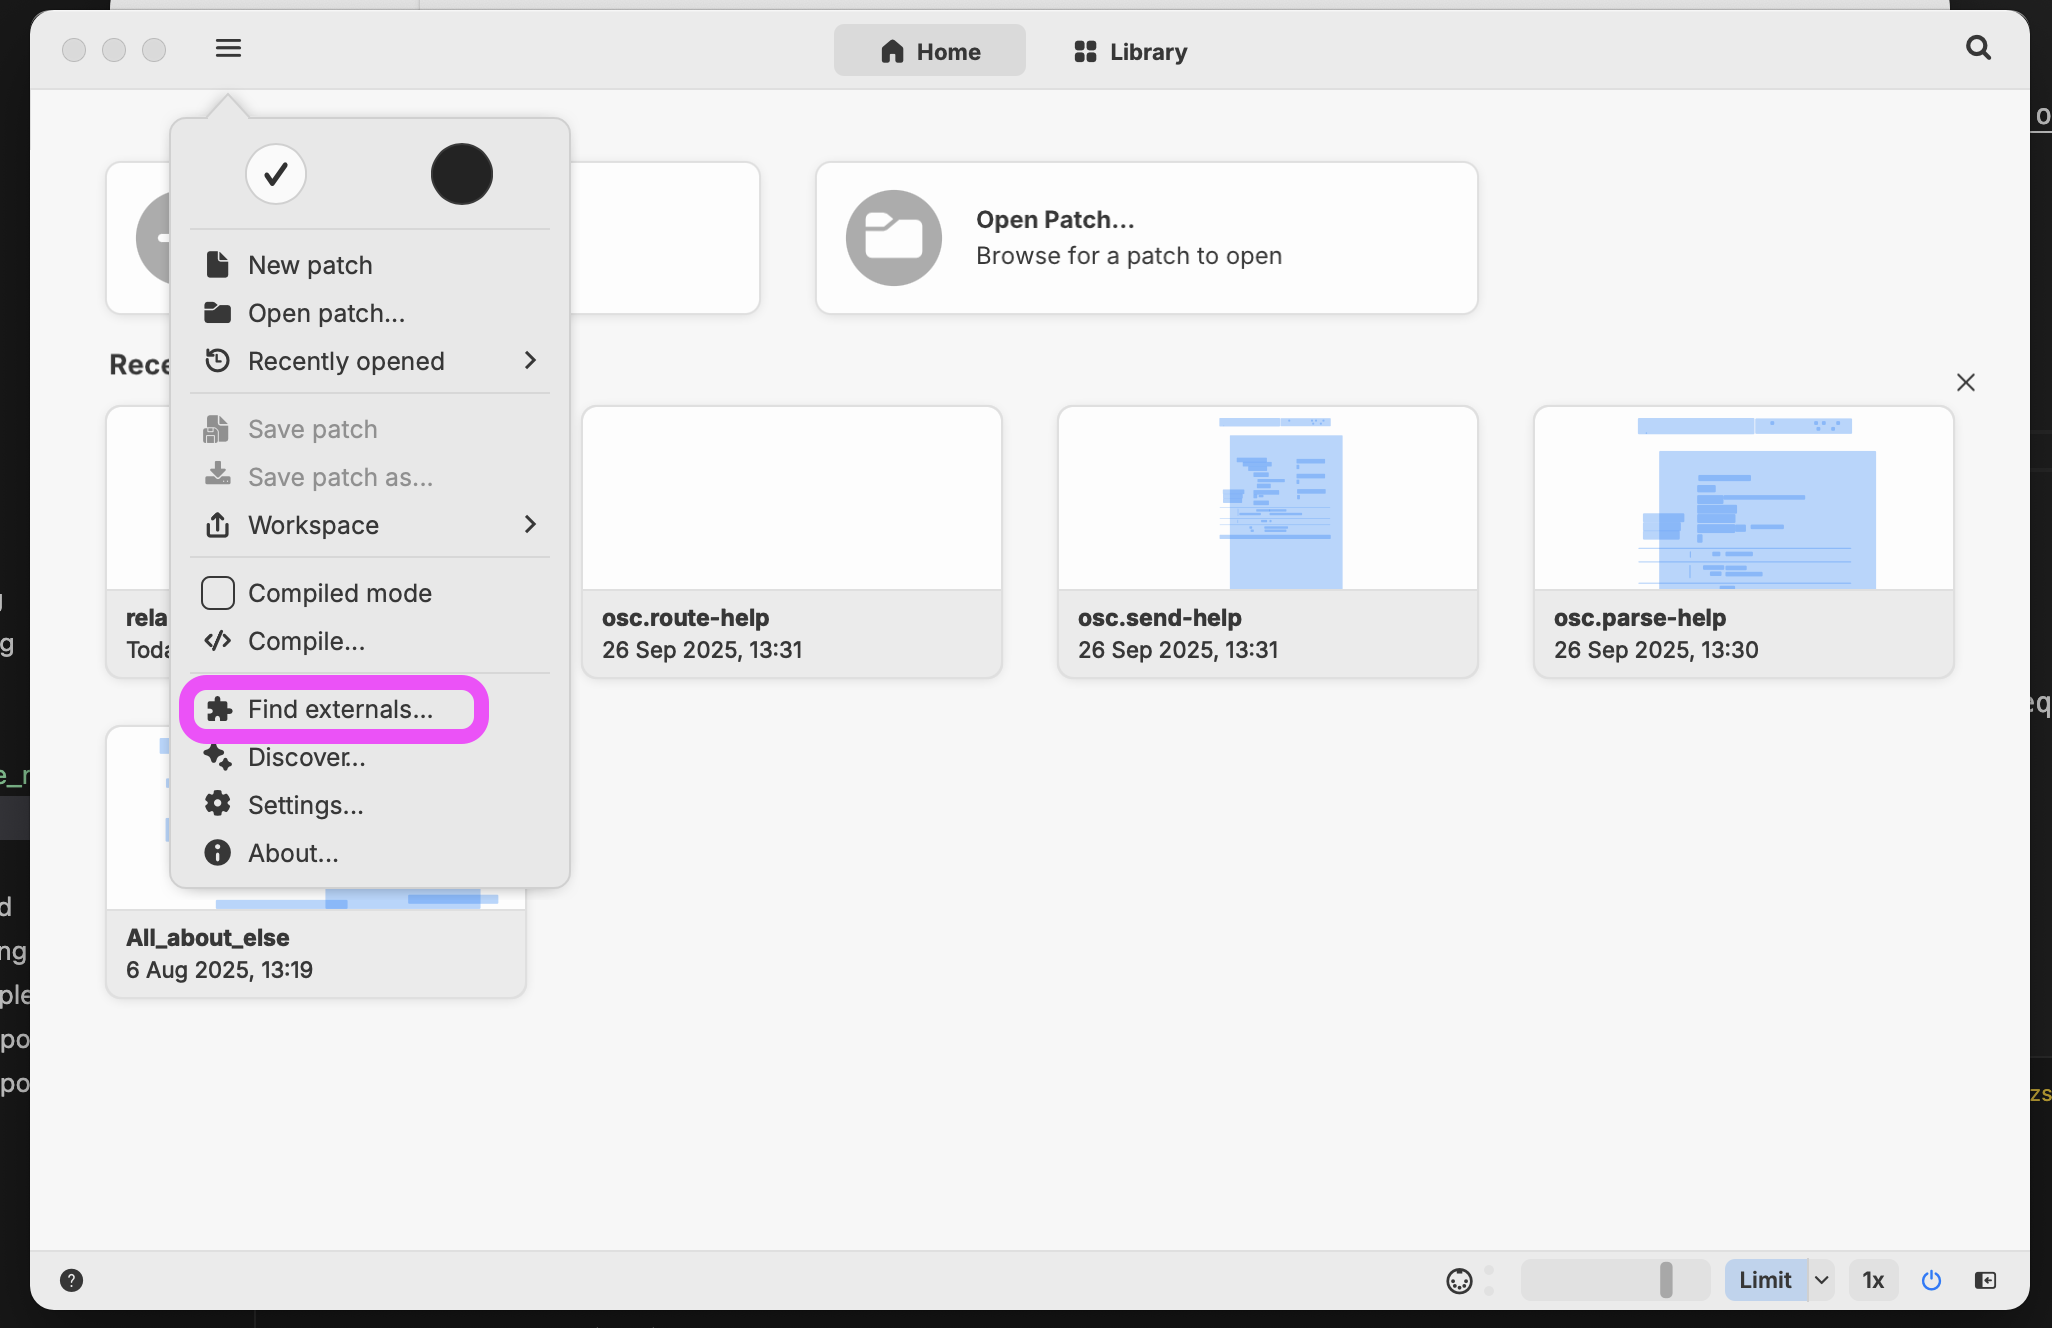 Home
Library
New patch
Open patch...
Recently opened
Save patch
Save patch as...
Workspace
Compiled mode
Compile...
Find externals...
Discover...
Settings...
About...
Open Patch...
Browse for a patch to open
Rece
rela
Toda
osc.route-help
26 Sep 2025, 13:31
osc.send-help
26 Sep 2025, 13:31
osc.parse-help
26 Sep 2025, 13:30
All_about_else
6 Aug 2025, 13:19
Limit
1x